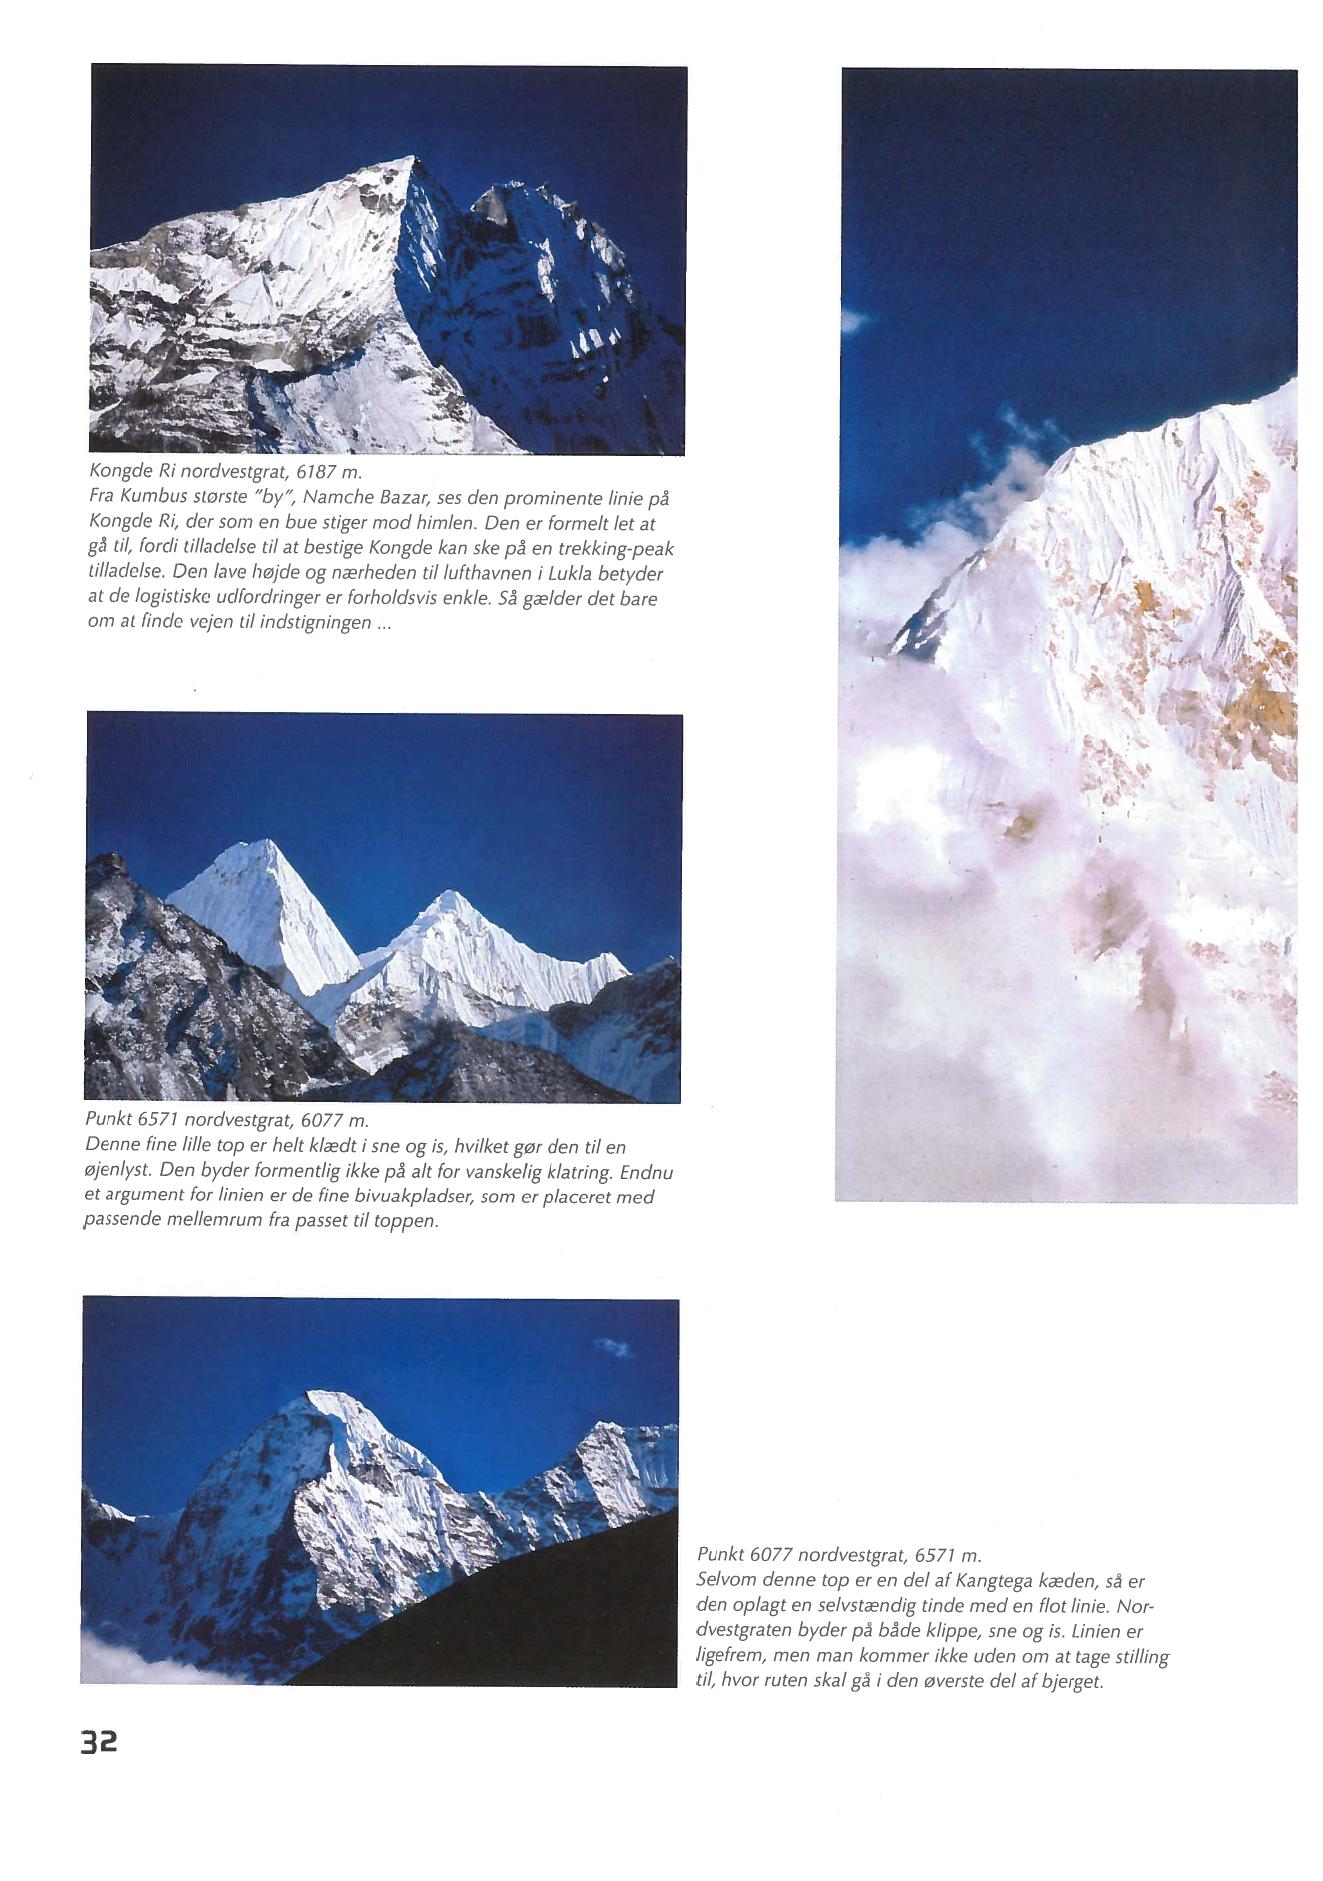 Kongde Ri nordvestgrat, 6187 m.
Fra Kumbus største "by", Namche Bazar, ses den prominente linie på
Kongde Ri, der som en bue stiger mod himlen. Den er formelt let at
gå til, fordi tilladelse til at bestige Kongde kan ske på en trekking-peak
tilladelse. Den lave højde og nærheden til lufthavnen i Lukla betyder
at de logistiske udfordringer er forholdsvis enkle. Så gælder det bare
om at finde vejen til indstigningen ...
Punkt 6571 nordvestgrat, 6077 m.
Denne fine lille top er helt klædt i sne og is, hvilket gør den til en
øjenlyst. Den byder formentlig ikke på alt for vanskelig klatring. Endnu
et argument for linien er de fine bivuakpladser, som er placeret med
passende mellemrum fra passet til toppen.
Punkt 6077 nordvestgrat, 6571 m.
Selvom denne top er en del af Kangtega kæden, så er
den oplagt en selvstændig tinde med en flot linie. Nor-
dvestgraten byder på både klippe, sne og is. Linien er
ligefrem, men man kommer ikke uden om at tage stilling
til, hvor ruten skal gå i den øverste del af bjerget.
32